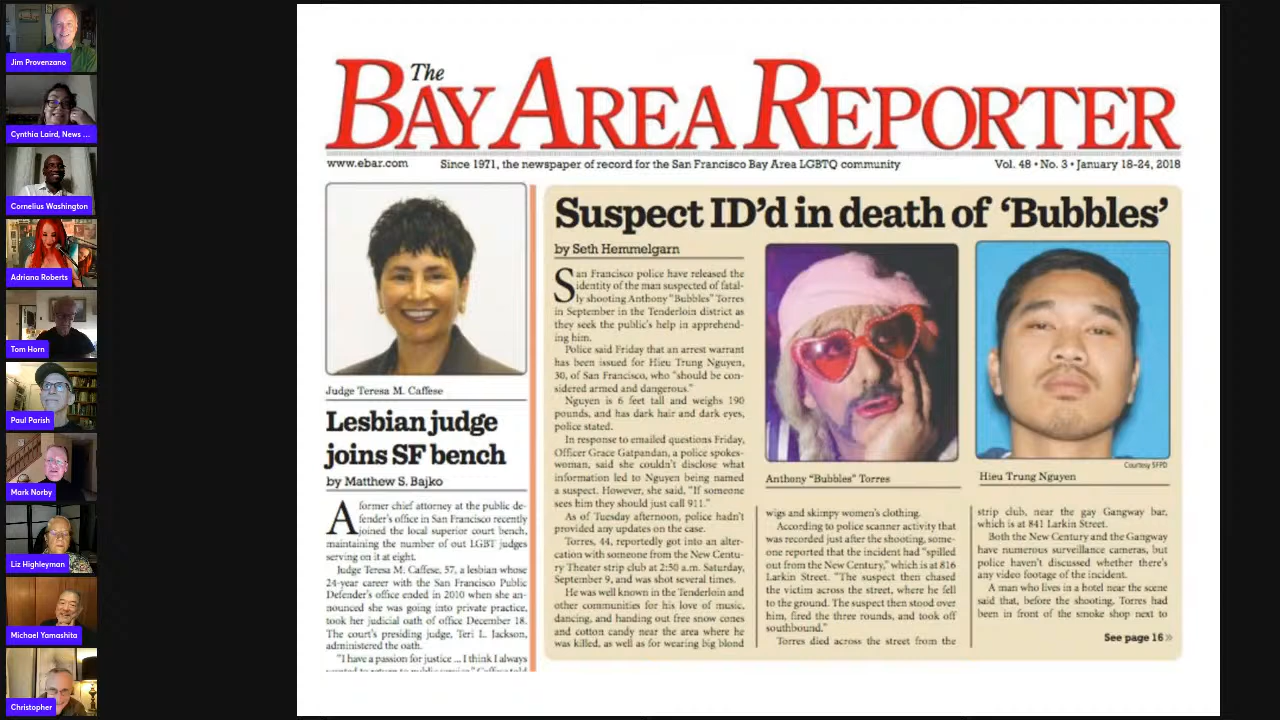 Jim Provenzano
Cynthia Laird, News ...
Cornelius Washington
Adriana Roberts
Tom Horn
Paul Parish
Mark Norby
Liz Highleyman
Michael Yamashita
Christopher
The
BAY AREA REPORTER
www.ebar.com
Since 1971, the newspaper of record for the San Francisco Bay Area LGBTQ community
Vol. 48 • No. 3 • January 18-24, 2018
Judge Teresa M. Caffese
Lesbian judge
joins SF bench
by Matthew S. Bajko
A former chief attorney at the public de-
fender's office in San Francisco recently
joined the local superior court bench,
maintaining the number of out LGBT judges
serving on it at eight.
Judge Teresa M. Caffese, 57, a lesbian whose
24-year career with the San Francisco Public
Defender's office ended in 2010 when she an-
nounced she was going into private practice,
took her judicial oath of office December 18.
The court's presiding judge, Teri L. Jackson,
administered the oath.
"I have a passion for justice ... I think I always
wanted to return to public service," Caffese told
Suspect ID'd in death of 'Bubbles'
by Seth Hemmelgarn
San Francisco police have released the
identity of the man suspected of fatal-
ly shooting Anthony "Bubbles" Torres
in September in the Tenderloin district as
they seek the public's help in apprehend-
ing him.
Police said Friday that an arrest warrant
has been issued for Hieu Trung Nguyen,
30, of San Francisco, who "should be con-
sidered armed and dangerous."
Nguyen is 6 feet tall and weighs 190
pounds, and has dark hair and dark eyes,
police stated.
In response to emailed questions Friday,
Officer Grace Gatpandan, a police spokes-
woman, said she couldn't disclose what
information led to Nguyen being named
a suspect. However, she said, "If someone
sees him they should just call 911."
As of Tuesday afternoon, police hadn't
provided any updates on the case.
Torres, 44, reportedly got into an alter-
cation with someone from the New Centu-
ry Theater strip club at 2:50 a.m. Saturday,
September 9, and was shot several times.
He was well known in the Tenderloin and
other communities for his love of music,
dancing, and handing out free snow cones
and cotton candy near the area where he
was killed, as well as for wearing big blond
Anthony "Bubbles" Torres
wigs and skimpy women's clothing.
According to police scanner activity that
was recorded just after the shooting, some-
one reported that the incident had "spilled
out from the New Century," which is at 816
Larkin Street. "The suspect then chased
the victim across the street, where he fell
to the ground. The suspect then stood over
him, fired the three rounds, and took off
southbound."
Torres died across the street from the
Courtesy SFPD
Hieu Trung Nguyen
strip club, near the gay Gangway bar,
which is at 841 Larkin Street.
Both the New Century and the Gangway
have numerous surveillance cameras, but
police haven't discussed whether there's
any video footage of the incident.
A man who lives in a hotel near the scene
said that, before the shooting, Torres had
been in front of the smoke shop next to
See page 16 »